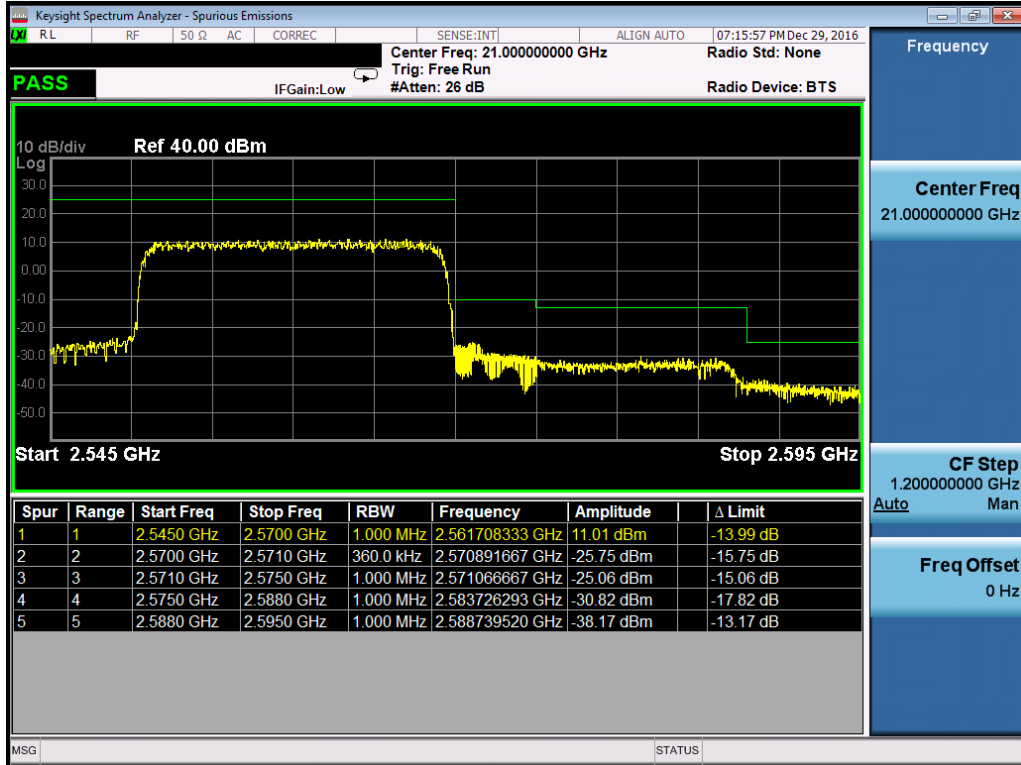 Keysight Spectrum Analyzer - Spurious Emissions
LXI RL RF 50 Ω AC CORREC SENSE:INT ALIGN AUTO 07:15:57 PM Dec 29, 2016
Center Freq: 21.000000000 GHz Radio Std: None
Trig: Free Run
PASS IFGain:Low #Atten: 26 dB Radio Device: BTS
10 dB/div Ref 40.00 dBm
Log
30.0
20.0
10.0
0.00
-10.0
-20.0
-30.0
-40.0
-50.0
Start 2.545 GHz Stop 2.595 GHz
Spur Range Start Freq Stop Freq RBW Frequency Amplitude Δ Limit
1 1 2.5450 GHz 2.5700 GHz 1.000 MHz 2.561708333 GHz 11.01 dBm -13.99 dB
2 2 2.5700 GHz 2.5710 GHz 360.0 kHz 2.570891667 GHz -25.75 dBm -15.75 dB
3 3 2.5710 GHz 2.5750 GHz 1.000 MHz 2.571066667 GHz -25.06 dBm -15.06 dB
4 4 2.5750 GHz 2.5880 GHz 1.000 MHz 2.583726293 GHz -30.82 dBm -17.82 dB
5 5 2.5880 GHz 2.5950 GHz 1.000 MHz 2.588739520 GHz -38.17 dBm -13.17 dB
MSG STATUS
Frequency
Center Freq
21.000000000 GHz
CF Step
1.200000000 GHz
Auto Man
Freq Offset
0 Hz